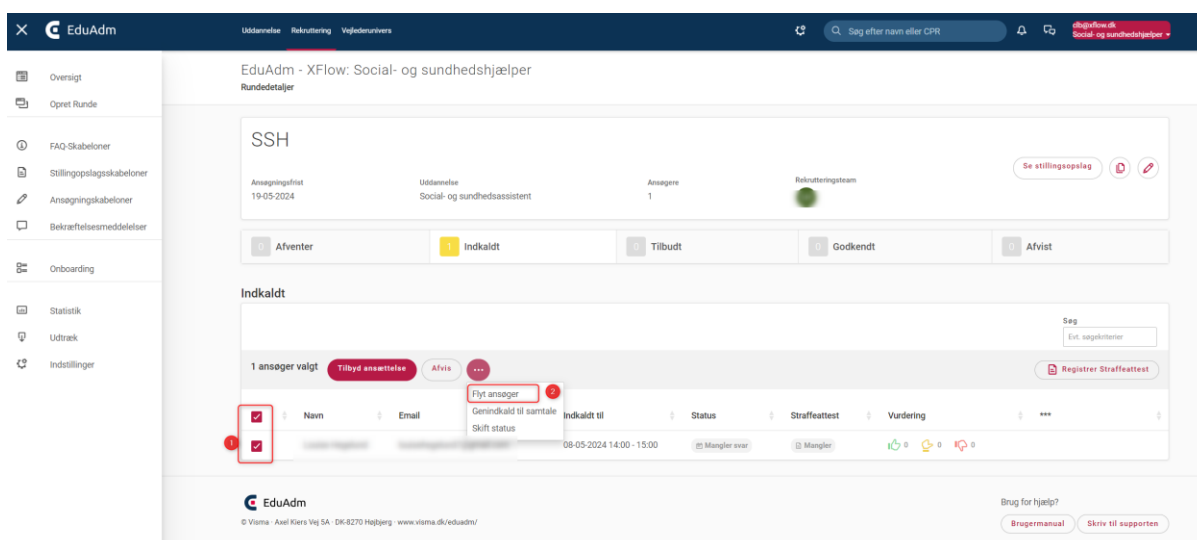 EduAdm
Uddannelse Rekruttering Vejlederunivers
Søg efter navn eller CPR
clb@xflow.dk
Social- og sundhedshjælper
Oversigt
Opret Runde
FAQ-Skabeloner
Stillingopslagsskabeloner
Ansøgningskabeloner
Bekræftelsesmeddelelser
Onboarding
Statistik
Udtræk
Indstillinger
EduAdm - XFlow: Social- og sundhedshjælper
Rundedetaljer
SSH
Se stillingsopslag
Ansøgningsfrist Uddannelse Ansøgere Rekrutteringsteam
19-05-2024 Social- og sundhedsassistent 1
0 Afventer 1 Indkaldt 0 Tilbudt 0 Godkendt 0 Afvist
Indkaldt
Søg
Evt. søgekriterier
1 ansøger valgt Tilbyd ansættelse Afvis ... Registrer Straffeattest
Flyt ansøger 2
Genindkald til samtale
Skift status
Navn Email Indkaldt til Status Straffeattest Vurdering ***
1 08-05-2024 14:00 - 15:00 Mangler svar Mangler 0 0 0
EduAdm
© Visma - Axel Kiers Vej 5A - DK-8270 Højbjerg - www.visma.dk/eduadm/
Brug for hjælp?
Brugermanual Skriv til supporten